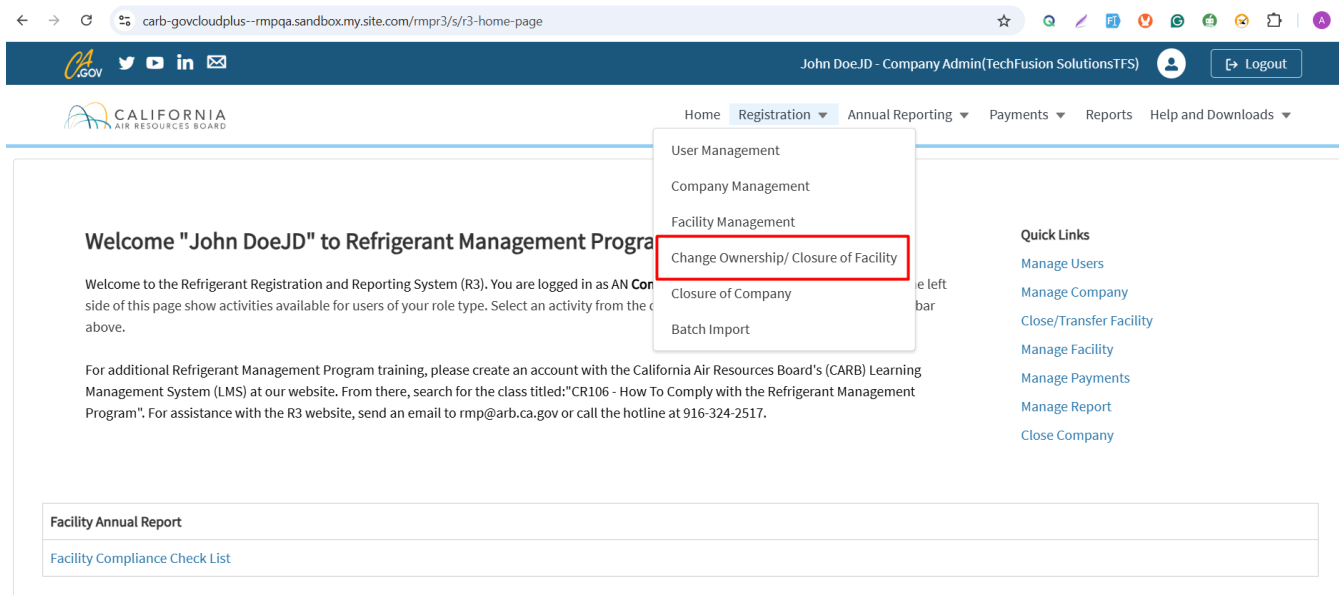 carb-govcloudplus--rmpqa.sandbox.my.site.com/rmpr3/s/r3-home-page
CA.GOV
John DoeJD - Company Admin(TechFusion SolutionsTFS)
Logout
CALIFORNIA
AIR RESOURCES BOARD
Home Registration Annual Reporting Payments Reports Help and Downloads
User Management
Company Management
Facility Management
Change Ownership/ Closure of Facility
Closure of Company
Batch Import
Welcome "John DoeJD" to Refrigerant Management Progra
Welcome to the Refrigerant Registration and Reporting System (R3). You are logged in as AN Con e left
side of this page show activities available for users of your role type. Select an activity from the bar
above.
For additional Refrigerant Management Program training, please create an account with the California Air Resources Board's (CARB) Learning
Management System (LMS) at our website. From there, search for the class titled:"CR106 - How To Comply with the Refrigerant Management
Program". For assistance with the R3 website, send an email to rmp@arb.ca.gov or call the hotline at 916-324-2517.
Quick Links
Manage Users
Manage Company
Close/Transfer Facility
Manage Facility
Manage Payments
Manage Report
Close Company
Facility Annual Report
Facility Compliance Check List